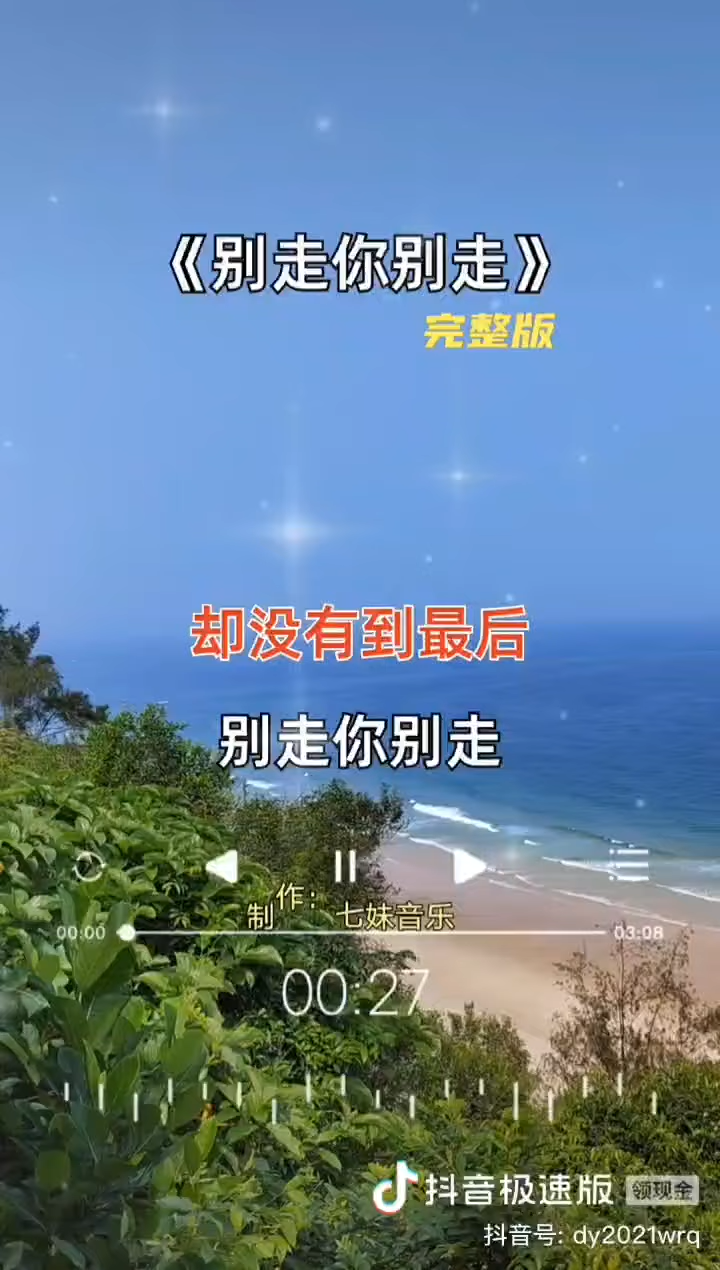 《别走你别走》
完整版
却没有到最后
别走你别走
制作：七妹音乐
00:00 03:08
00:27
抖音极速版 领现金
抖音号: dy2021wrq